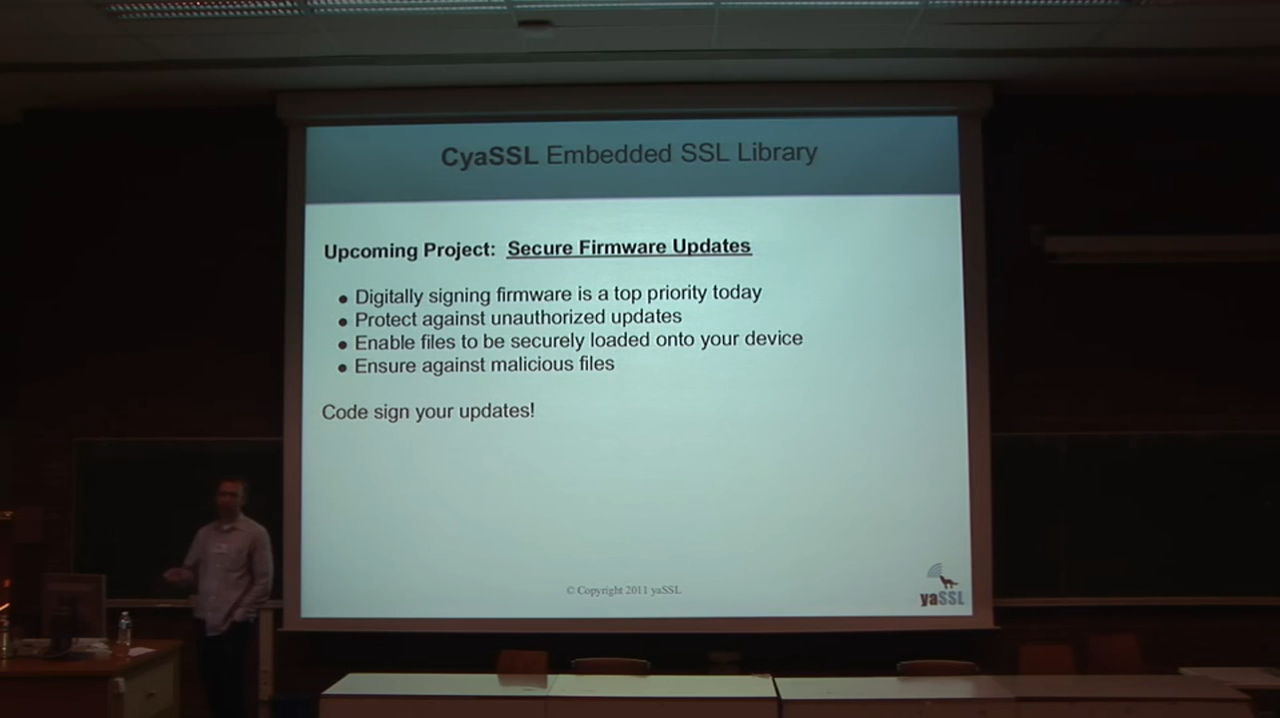 CyaSSL Embedded SSL Library
Upcoming Project: Secure Firmware Updates
● Digitally signing firmware is a top priority today
● Protect against unauthorized updates
● Enable files to be securely loaded onto your device
● Ensure against malicious files
Code sign your updates!
© Copyright 2011 yaSSL
yaSSL